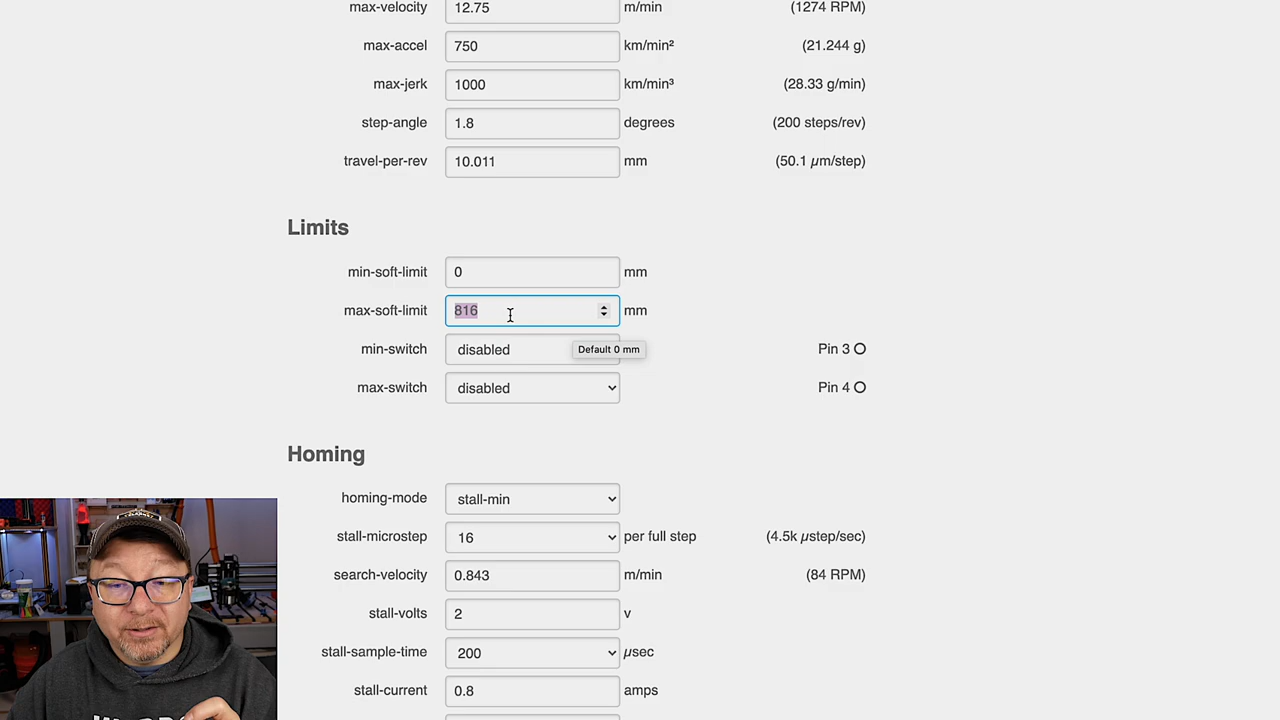 max-velocity 12.75 m/min (1274 RPM)
max-accel 750 km/min² (21.244 g)
max-jerk 1000 km/min³ (28.33 g/min)
step-angle 1.8 degrees (200 steps/rev)
travel-per-rev 10.011 mm (50.1 µm/step)
Limits
min-soft-limit 0 mm
max-soft-limit 816 mm
min-switch disabled Default 0 mm Pin 3
max-switch disabled Pin 4
Homing
homing-mode stall-min
stall-microstep 16 per full step (4.5k µstep/sec)
search-velocity 0.843 m/min (84 RPM)
stall-volts 2 v
stall-sample-time 200 µsec
stall-current 0.8 amps